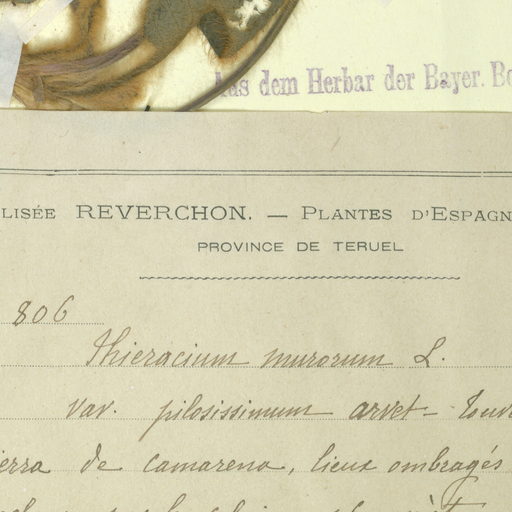 Aus dem Herbar der Bayer. Bo
LISÉE REVERCHON. — PLANTES D'ESPAGN
PROVINCE DE TERUEL
806
Hieracium murorum L.
var. pilosissimum arvet-Touv
ierra de camarena, lieux ombragés